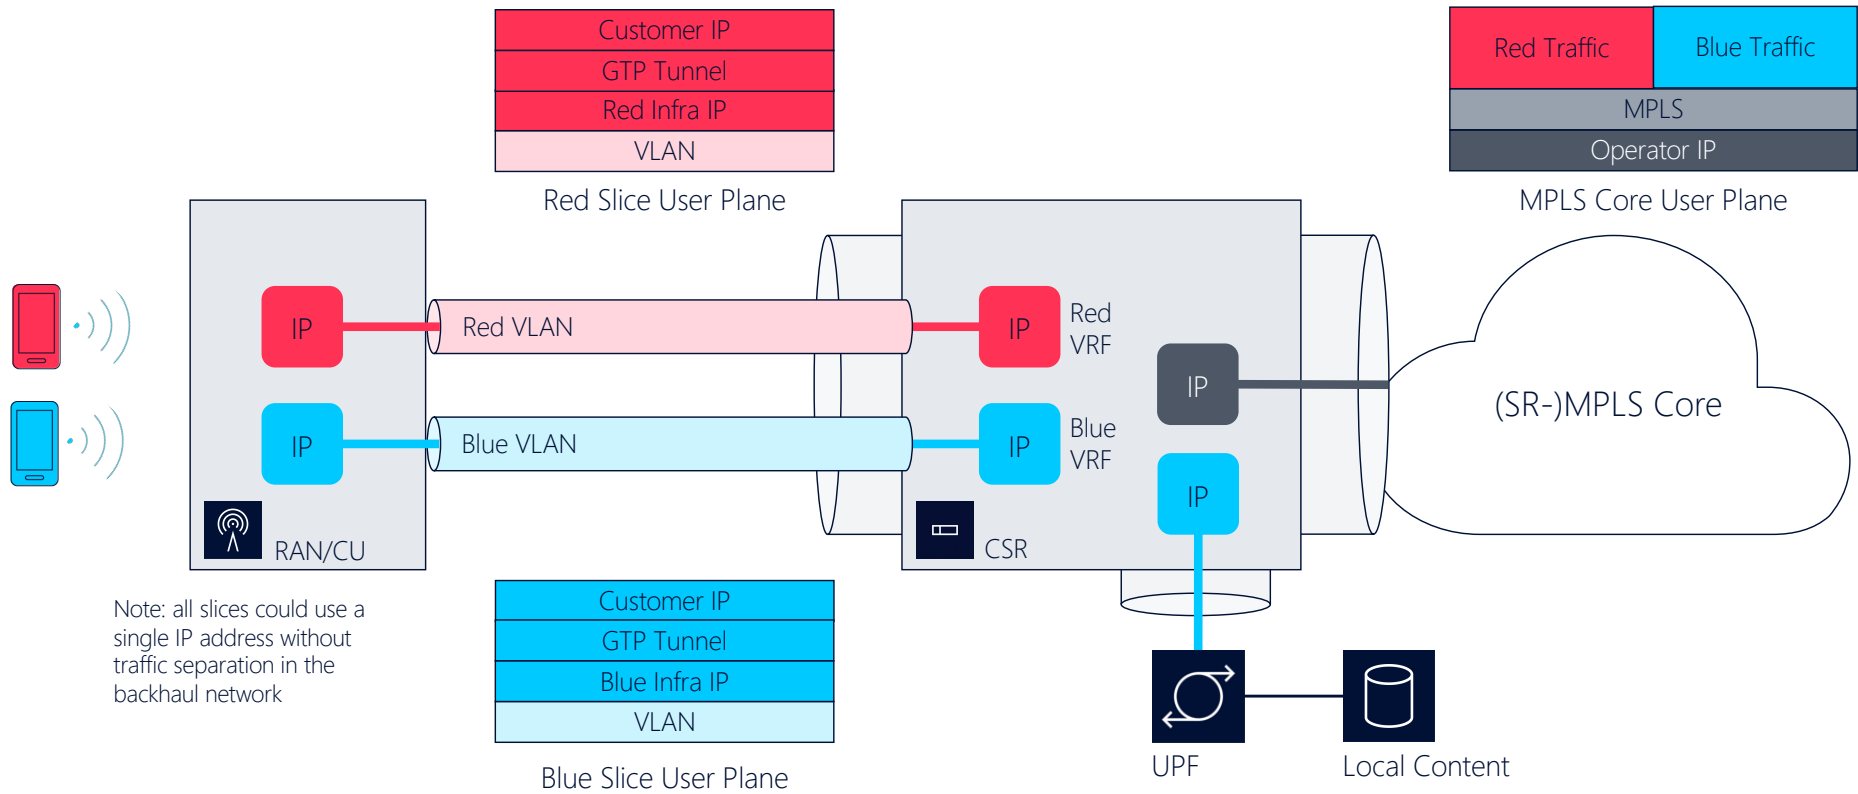 Customer IP
GTP Tunnel
Red Infra IP
VLAN
Red Slice User Plane
Red Traffic
Blue Traffic
MPLS
Operator IP
MPLS Core User Plane
IP
Red VLAN
IP
Red
VRF
IP
(SR-)MPLS Core
IP
Blue VLAN
IP
Blue
VRF
IP
RAN/CU
CSR
Note: all slices could use a
single IP address without
traffic separation in the
backhaul network
Customer IP
GTP Tunnel
Blue Infra IP
VLAN
Blue Slice User Plane
UPF
Local Content